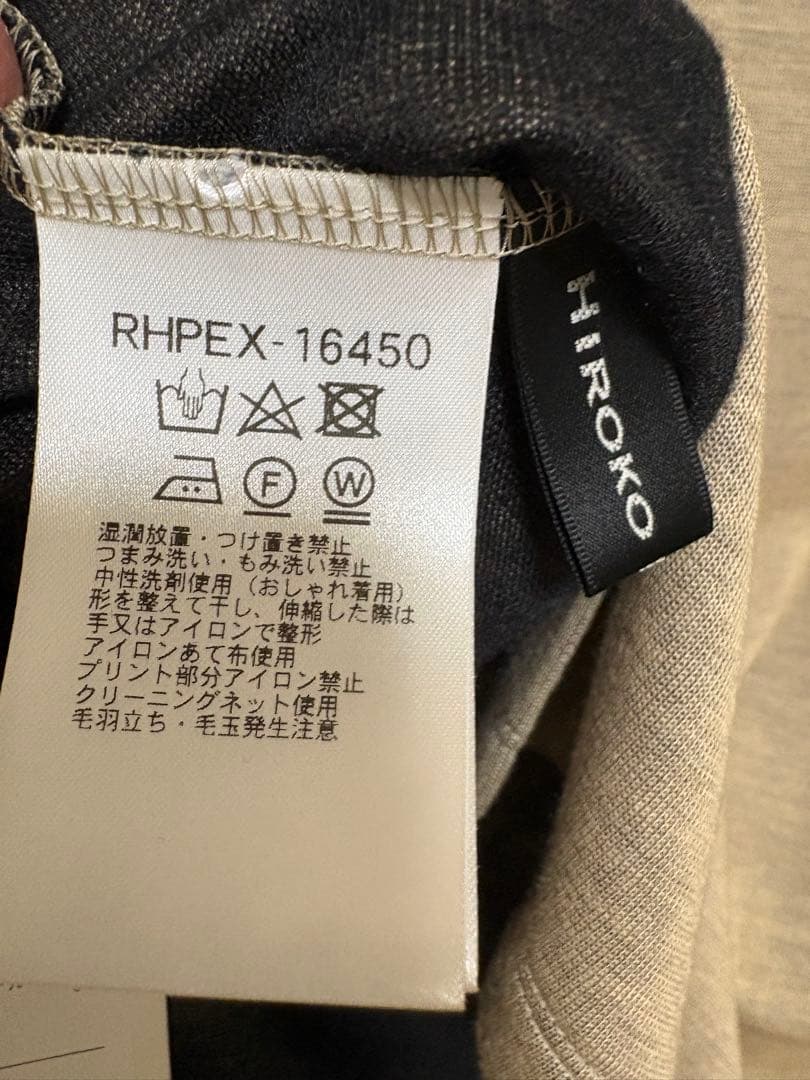 RHPEX-16450
F
W
湿潤放置・つけ置き禁止
つまみ洗い・もみ洗い禁止
中性洗剤使用(おしゃれ着用)
形を整えて干し、伸縮した際は
手又はアイロンで整形
アイロンあて布使用
プリント部分アイロン禁止
クリーニングネット使用
毛羽立ち・毛玉発生注意
HIROKO